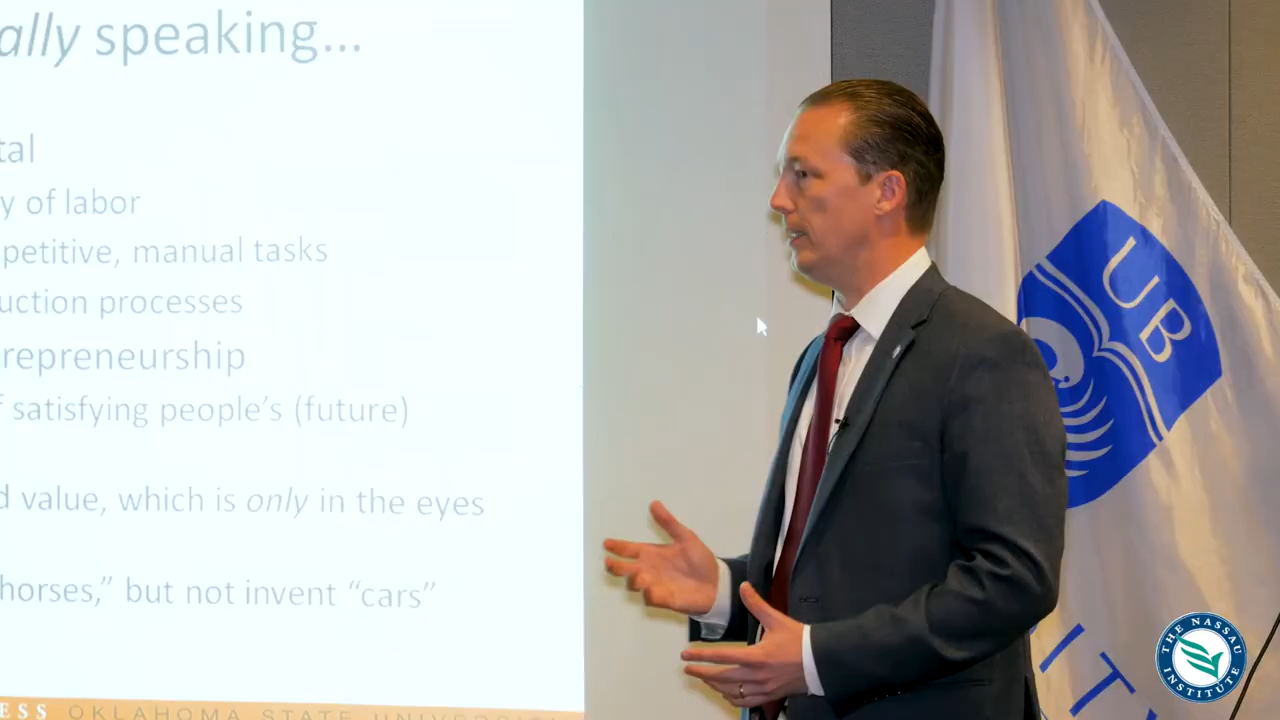 ally speaking...
tal
y of labor
petitive, manual tasks
uction processes
repreneurship
f satisfying people's (future)
d value, which is only in the eyes
horses,” but not invent “cars”
ESS OKLAHOMA STATE UNIVERSI
UB
SITY
THE NASSAU
INSTITUTE